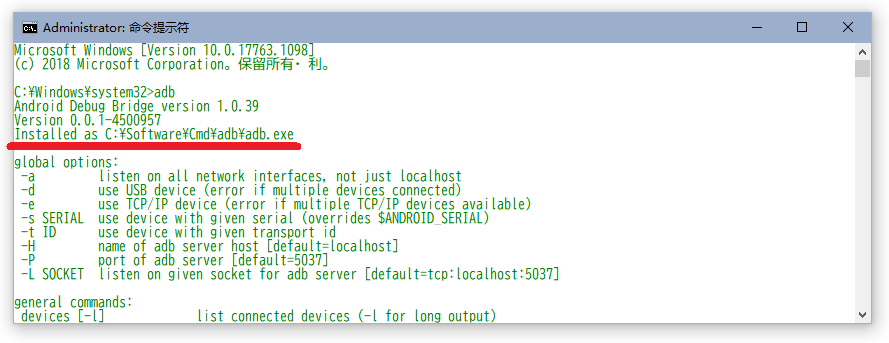 Administrator: 命令提示符
Microsoft Windows [Version 10.0.17763.1098]
(c) 2018 Microsoft Corporation。保留所有・利。
C:¥Windows¥system32>adb
Android Debug Bridge version 1.0.39
Version 0.0.1-4500957
Installed as C:¥Software¥Cmd¥adb¥adb.exe
global options:
-a listen on all network interfaces, not just localhost
-d use USB device (error if multiple devices connected)
-e use TCP/IP device (error if multiple TCP/IP devices available)
-s SERIAL use device with given serial (overrides $ANDROID_SERIAL)
-t ID use device with given transport id
-H name of adb server host [default=localhost]
-P port of adb server [default=5037]
-L SOCKET listen on given socket for adb server [default=tcp:localhost:5037]
general commands:
devices [-l] list connected devices (-l for long output)